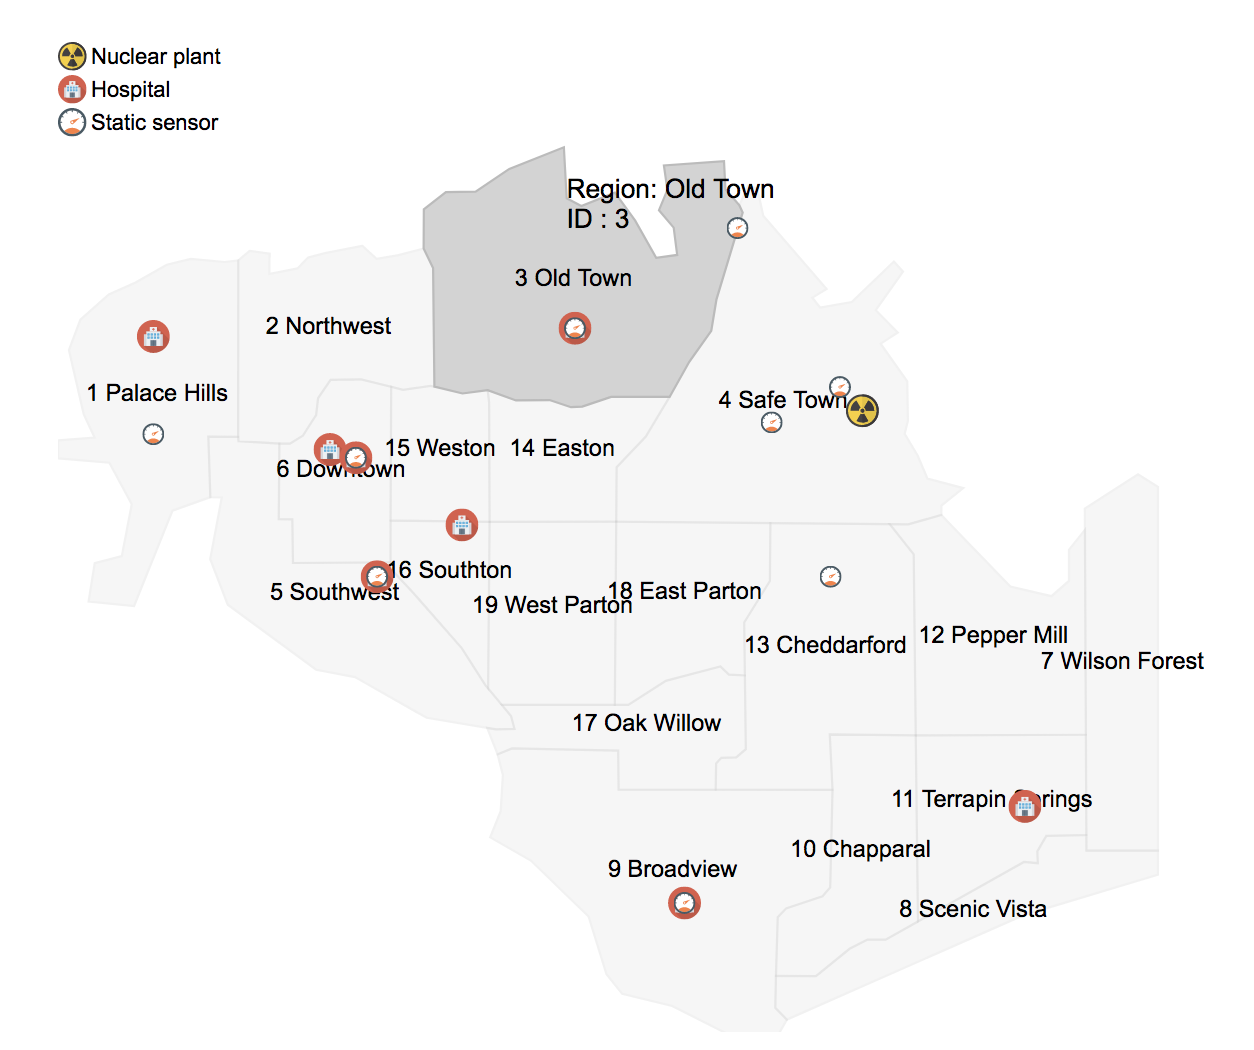 Nuclear plant
Hospital
Static sensor
Region: Old Town
ID : 3
3 Old Town
2 Northwest
1 Palace Hills
4 Safe Town
15 Weston
14 Easton
6 Downtown
16 Southton
5 Southwest
18 East Parton
19 West Parton
12 Pepper Mill
13 Cheddarford
7 Wilson Forest
17 Oak Willow
11 Terrapin Springs
10 Chapparal
9 Broadview
8 Scenic Vista